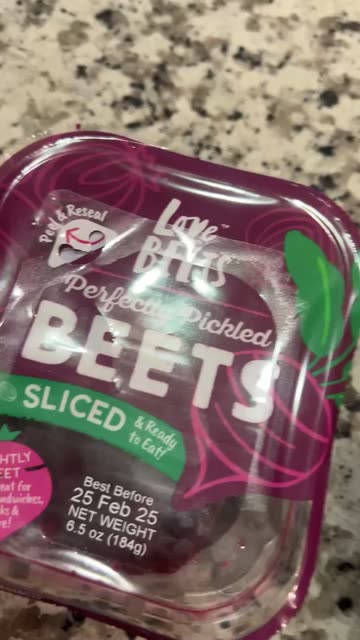 Peel & Reseal
Love™
BEETS
Perfectly Pickled
BEETS
SLICED
& Ready
to Eat!
Best Before
25 Feb 25
NET WEIGHT
6.5 oz (184g)